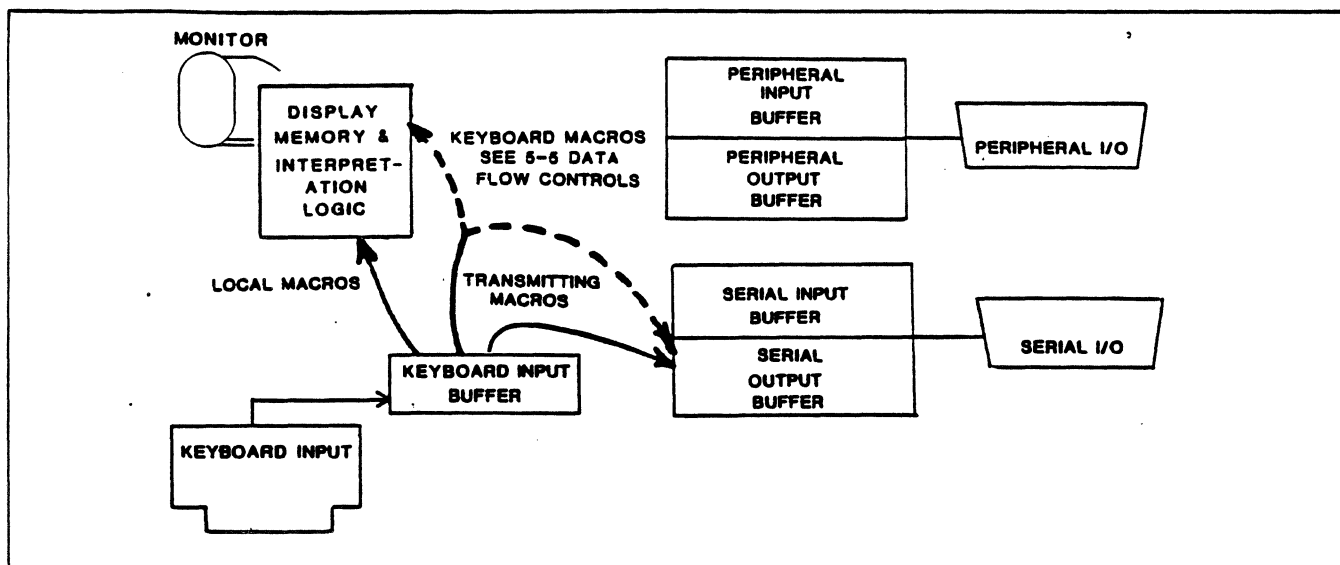 MONITOR
DISPLAY
MEMORY &
INTERPRET-
ATION
LOGIC
KEYBOARD MACROS
SEE 5-5 DATA
FLOW CONTROLS
PERIPHERAL
INPUT
BUFFER
PERIPHERAL
OUTPUT
BUFFER
PERIPHERAL I/O
LOCAL MACROS
TRANSMITTING
MACROS
SERIAL INPUT
BUFFER
SERIAL
OUTPUT
BUFFER
SERIAL I/O
KEYBOARD INPUT
BUFFER
KEYBOARD INPUT